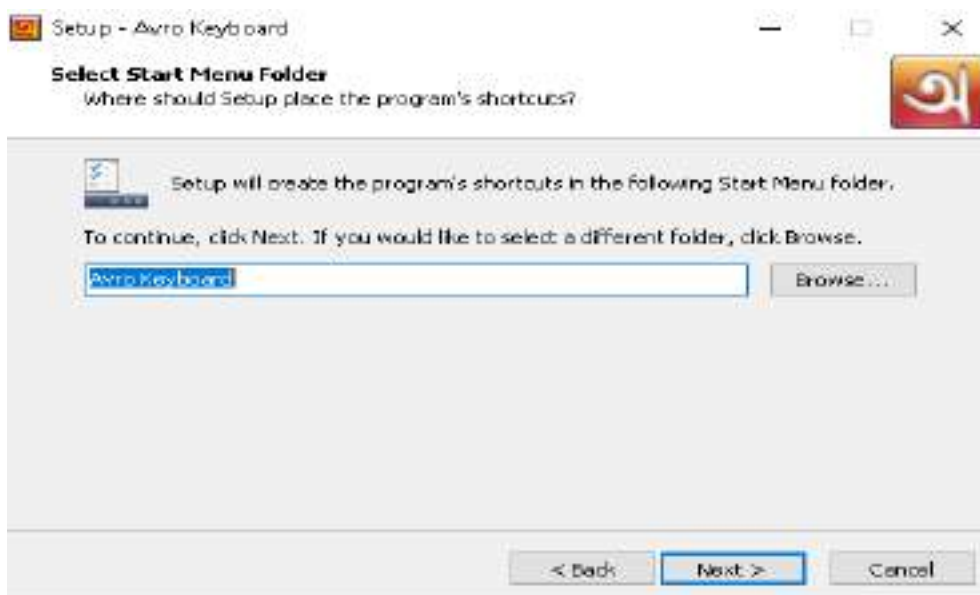 Setup - Avro Keyboard
Select Start Menu Folder
Where should Setup place the program's shortcuts?
অ
Setup will create the program's shortcuts in the following Start Menu folder.
To continue, click Next. If you would like to select a different folder, click Browse.
Avro Keyboard
Browse...
< Back
Next >
Cancel